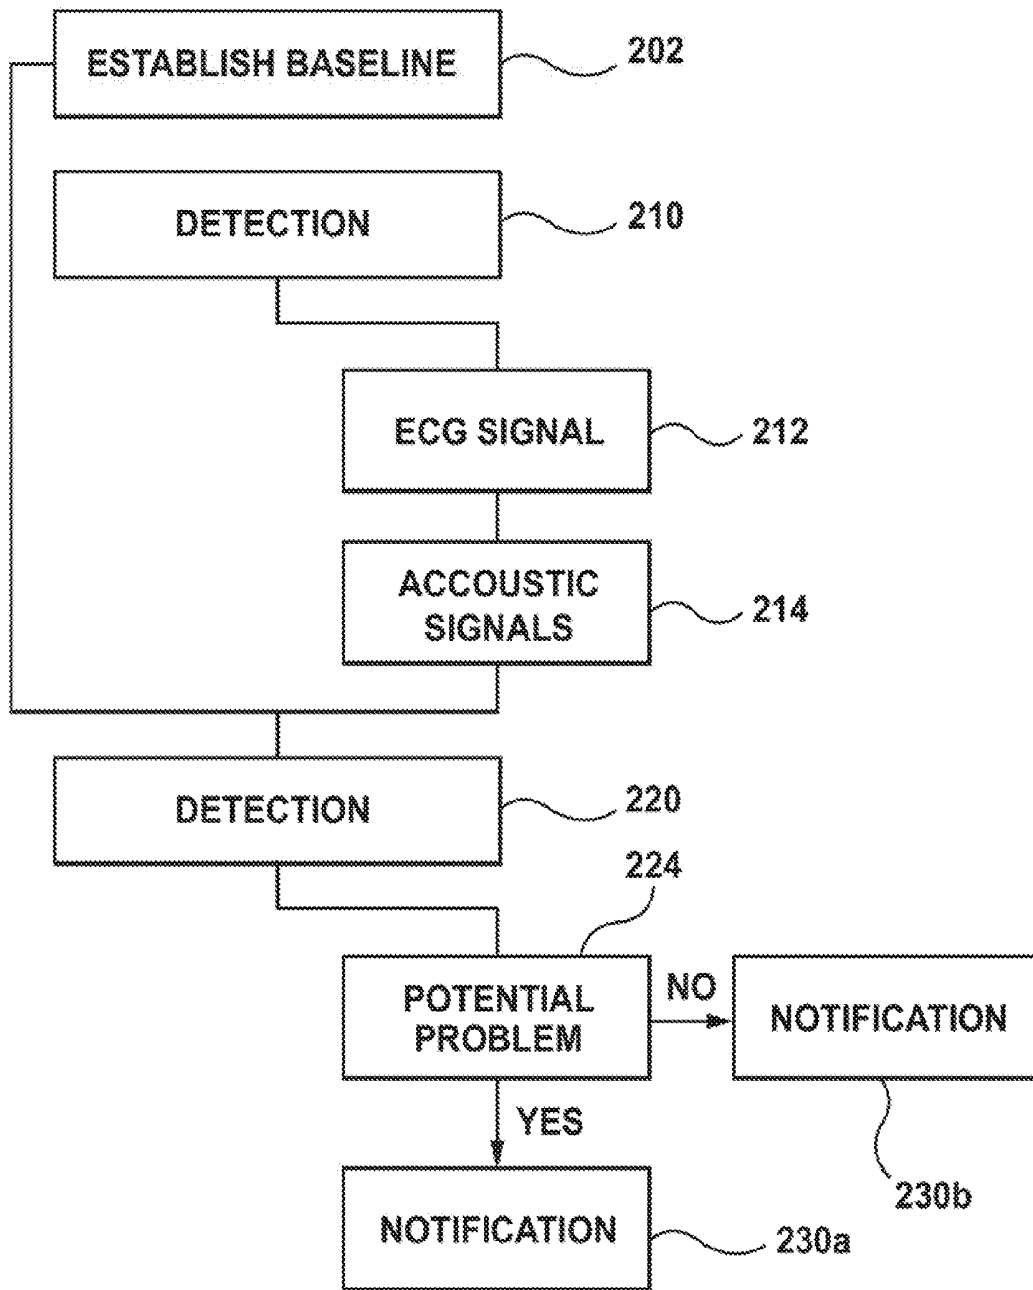 ESTABLISH BASELINE
202
DETECTION
210
ECG SIGNAL
212
ACCOUSTIC
SIGNALS
214
DETECTION
220
224
POTENTIAL
PROBLEM
NO
NOTIFICATION
YES
230b
NOTIFICATION
230a